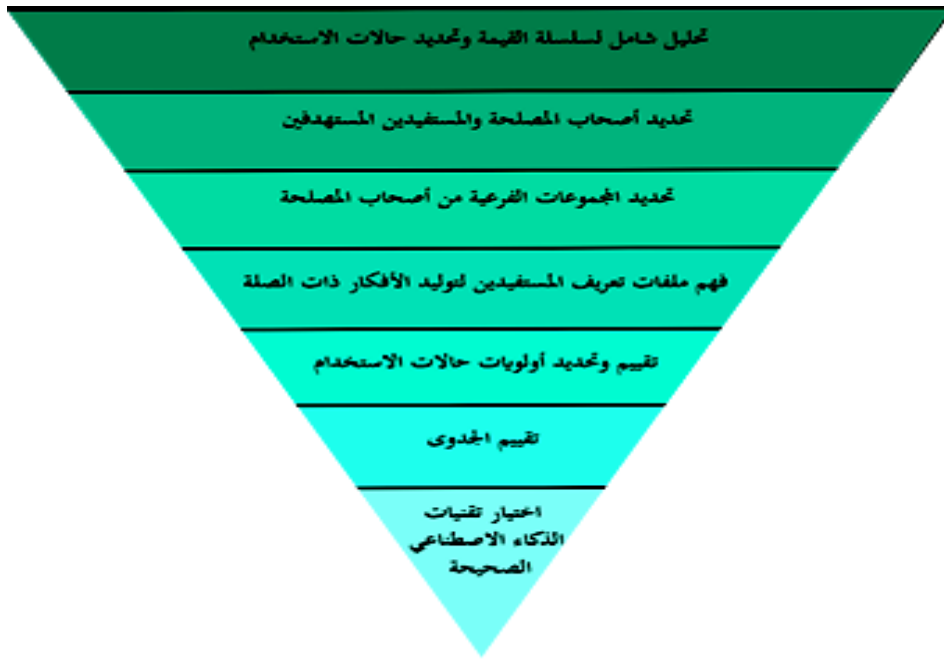 تحليل شامل لسلسلة القيمة وتحديد حالات الاستخدام
تحديد أصحاب المصلحة والمستفيدين المستهدفين
تحديد المجموعات الفرعية من أصحاب المصلحة
فهم ملفات تعريف المستفيدين لتوليد الأفكار ذات الصلة
تقييم وتحديد أولويات حالات الاستخدام
تقييم الجدوى
اختيار تقنيات
الذكاء الاصطناعي
الصحيحة